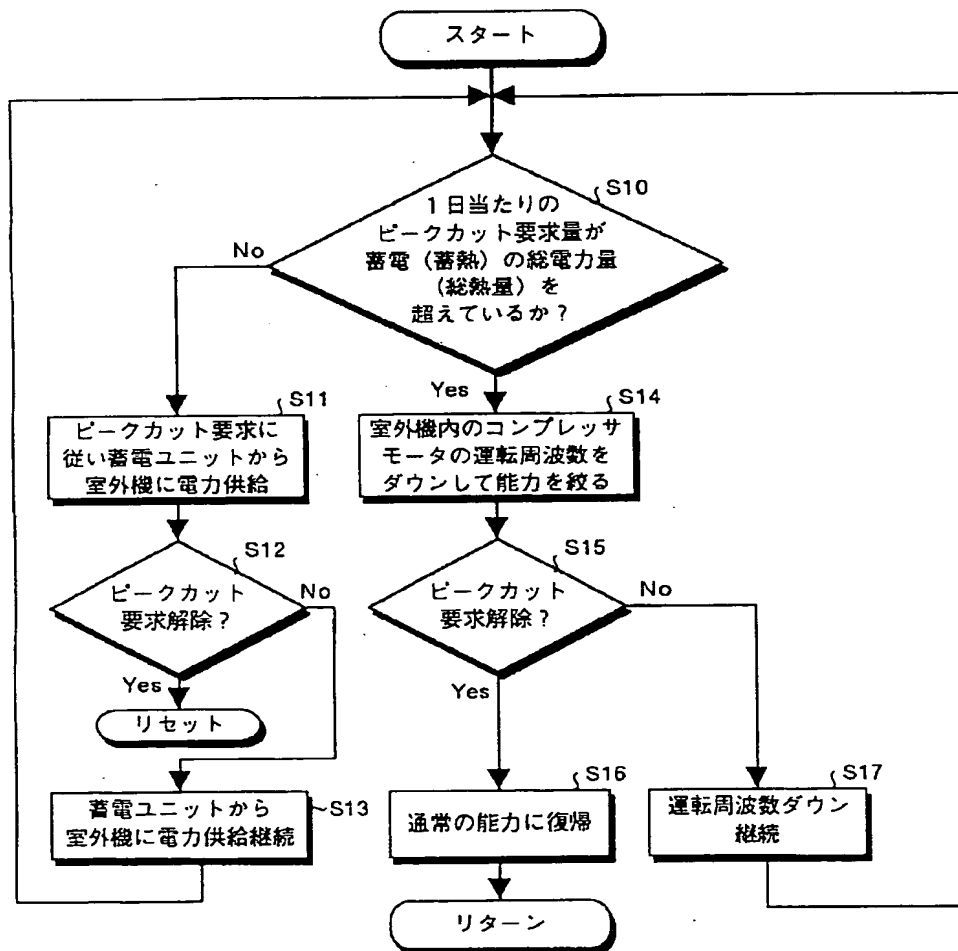 スタート
S10
1日当たりの
ピークカット要求量が
蓄電(蓄熱)の総電力量
(総熱量)を
超えているか?
No
Yes
S11
ピークカット要求に
従い蓄電ユニットから
室外機に電力供給
S14
室外機内のコンプレッサ
モータの運転周波数を
ダウンして能力を絞る
S12
ピークカット
要求解除?
No
Yes
リセット
S15
ピークカット
要求解除?
No
Yes
S13
蓄電ユニットから
室外機に電力供給継続
S16
通常の能力に復帰
S17
運転周波数ダウン
継続
リターン